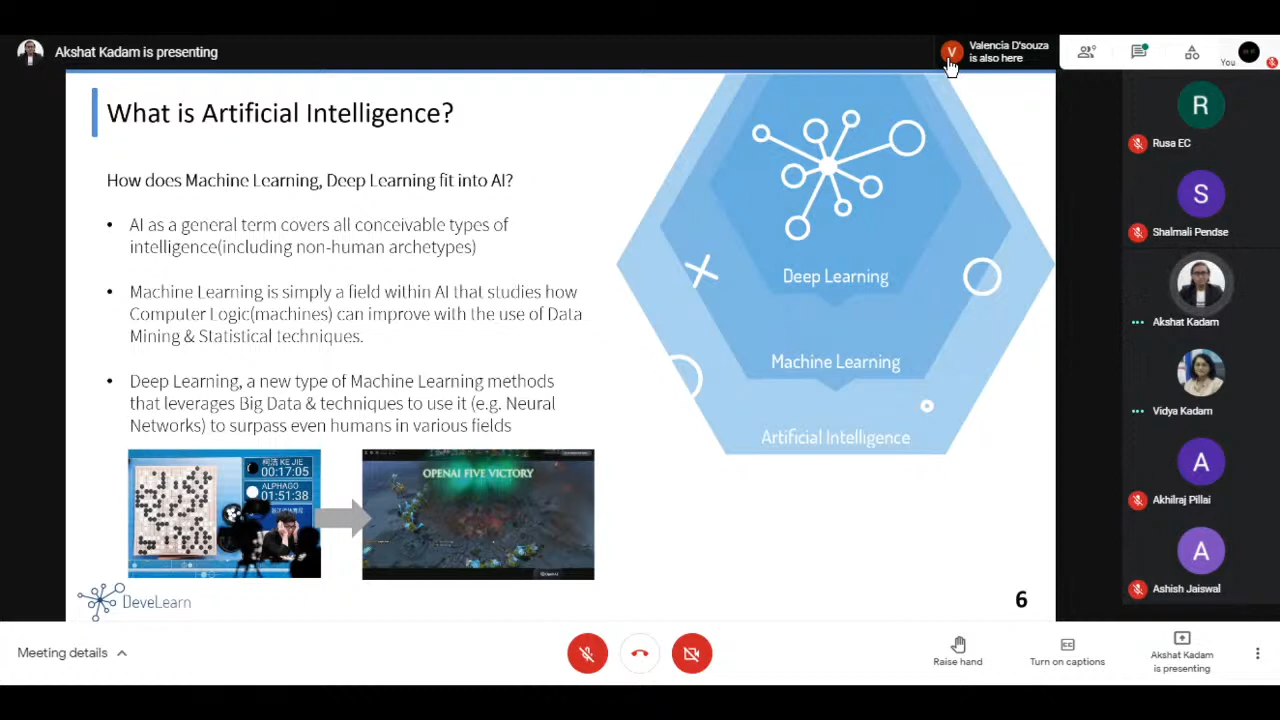 Akshat Kadam is presenting
V
Valencia D'souza
is also here
You
What is Artificial Intelligence?
How does Machine Learning, Deep Learning fit into AI?
• AI as a general term covers all conceivable types of
intelligence(including non-human archetypes)
• Machine Learning is simply a field within AI that studies how
Computer Logic(machines) can improve with the use of Data
Mining & Statistical techniques.
• Deep Learning, a new type of Machine Learning methods
that leverages Big Data & techniques to use it (e.g. Neural
Networks) to surpass even humans in various fields
Deep Learning
Machine Learning
Artificial Intelligence
柯洁 KE JIE
00:17:05
ALPHAGO
01:51:38
OPENAI FIVE VICTORY
DeveLearn
6
R
Rusa EC
S
Shalmali Pendse
Akshat Kadam
Vidya Kadam
A
Akhilraj Pillai
A
Ashish Jaiswal
Meeting details
Raise hand
Turn on captions
Akshat Kadam
is presenting